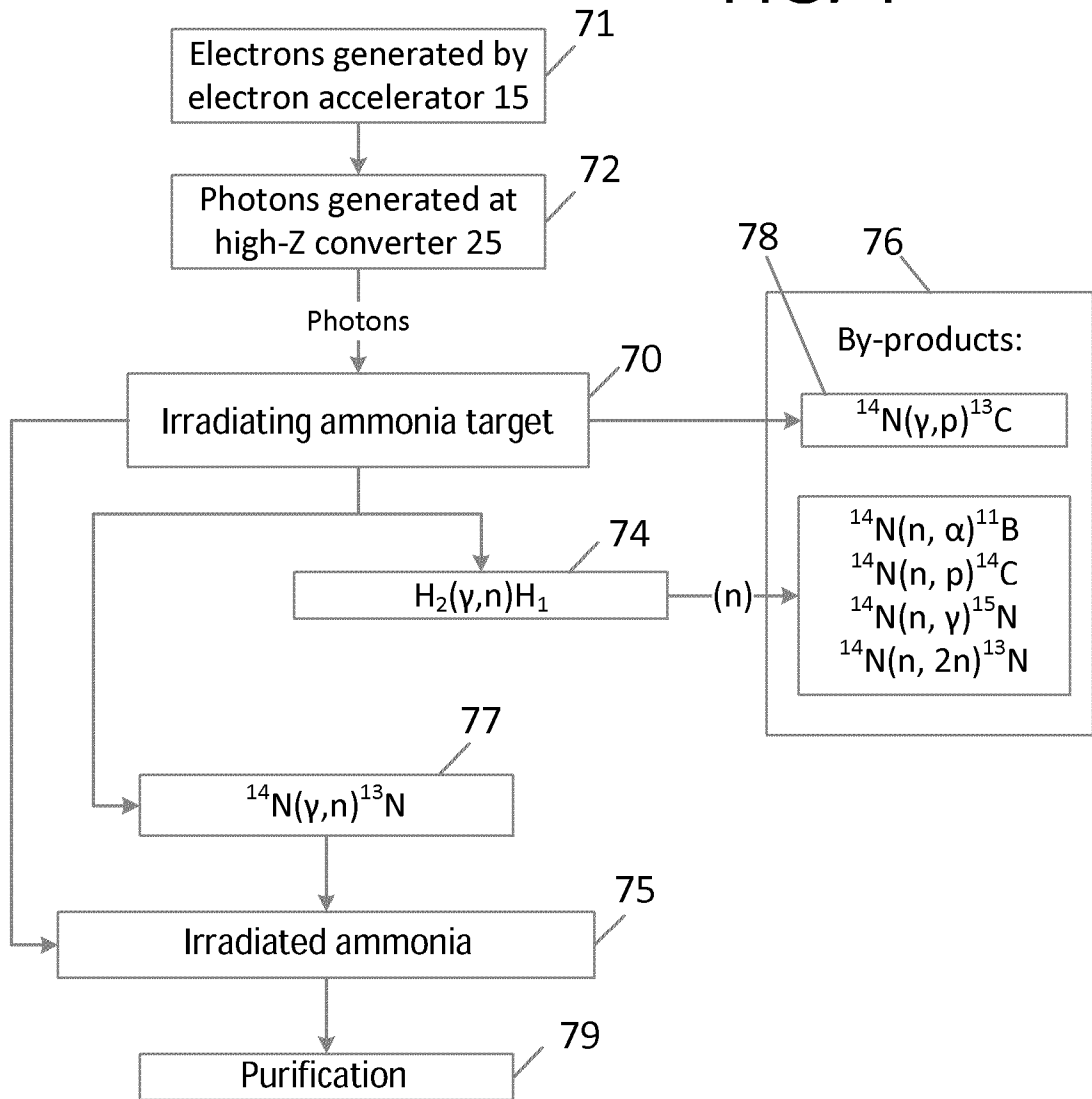 71
Electrons generated by
electron accelerator 15
72
Photons generated at
high-Z converter 25
Photons
70
Irradiating ammonia target
78
76
By-products:
¹⁴N(γ,p)¹³C
¹⁴N(n, α)¹¹B
¹⁴N(n, p)¹⁴C
¹⁴N(n, γ)¹⁵N
¹⁴N(n, 2n)¹³N
74
H₂(γ,n)H₁
(n)
77
¹⁴N(γ,n)¹³N
75
Irradiated ammonia
79
Purification